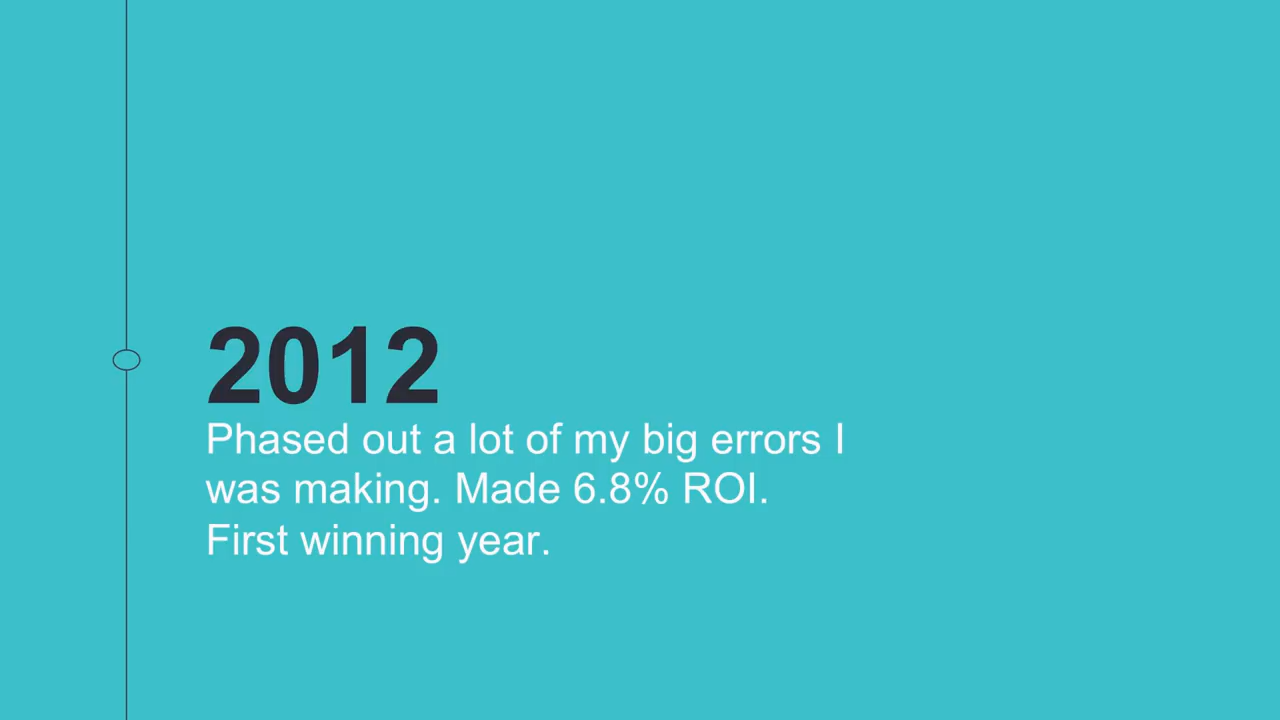 2012
Phased out a lot of my big errors I
was making. Made 6.8% ROI.
First winning year.